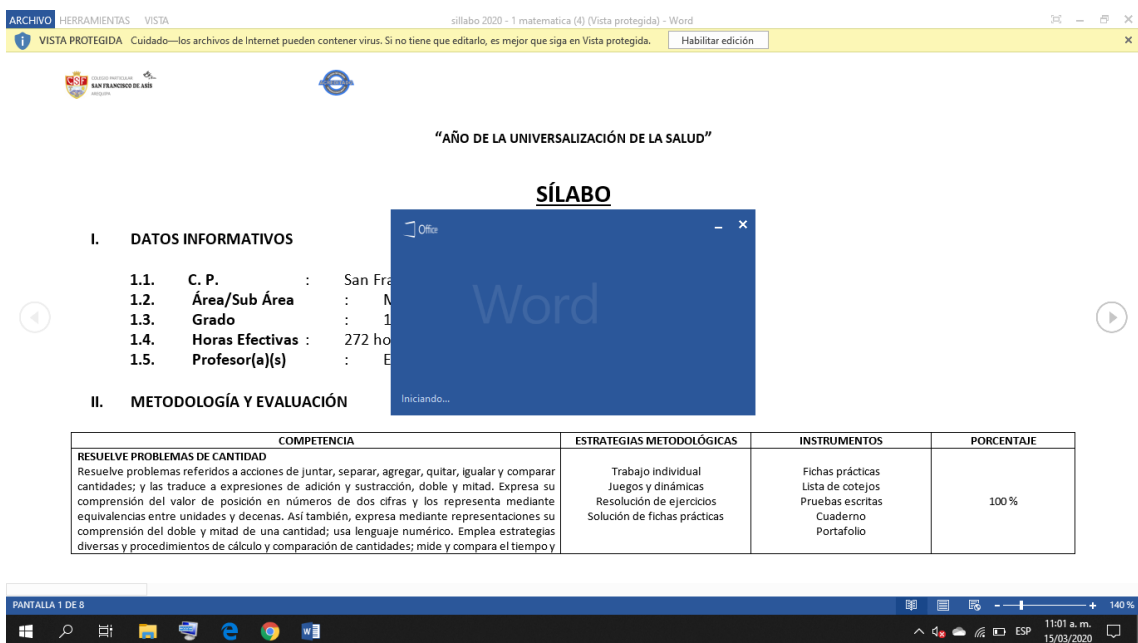 ARCHIVO HERRAMIENTAS VISTA
sillabo 2020 - 1 matematica (4) (Vista protegida) - Word
VISTA PROTEGIDA Cuidado—los archivos de Internet pueden contener virus. Si no tiene que editarlo, es mejor que siga en Vista protegida. Habilitar edición
CSF
COLEGIO PARTICULAR
SAN FRANCISCO DE ASÍS
AREQUIPA
“AÑO DE LA UNIVERSALIZACIÓN DE LA SALUD”
SÍLABO
Office
Word
Iniciando...
I. DATOS INFORMATIVOS
1.1. C. P. : San Fra
1.2. Área/Sub Área : M
1.3. Grado : 1
1.4. Horas Efectivas : 272 ho
1.5. Profesor(a)(s) : E
II. METODOLOGÍA Y EVALUACIÓN
COMPETENCIA ESTRATEGIAS METODOLÓGICAS INSTRUMENTOS PORCENTAJE
RESUELVE PROBLEMAS DE CANTIDAD
Resuelve problemas referidos a acciones de juntar, separar, agregar, quitar, igualar y comparar
cantidades; y las traduce a expresiones de adición y sustracción, doble y mitad. Expresa su
comprensión del valor de posición en números de dos cifras y los representa mediante
equivalencias entre unidades y decenas. Así también, expresa mediante representaciones su
comprensión del doble y mitad de una cantidad; usa lenguaje numérico. Emplea estrategias
diversas y procedimientos de cálculo y comparación de cantidades; mide y compara el tiempo y
Trabajo individual
Juegos y dinámicas
Resolución de ejercicios
Solución de fichas prácticas
Fichas prácticas
Lista de cotejos
Pruebas escritas
Cuaderno
Portafolio
100 %
PANTALLA 1 DE 8
140 %
ESP
11:01 a. m.
15/03/2020